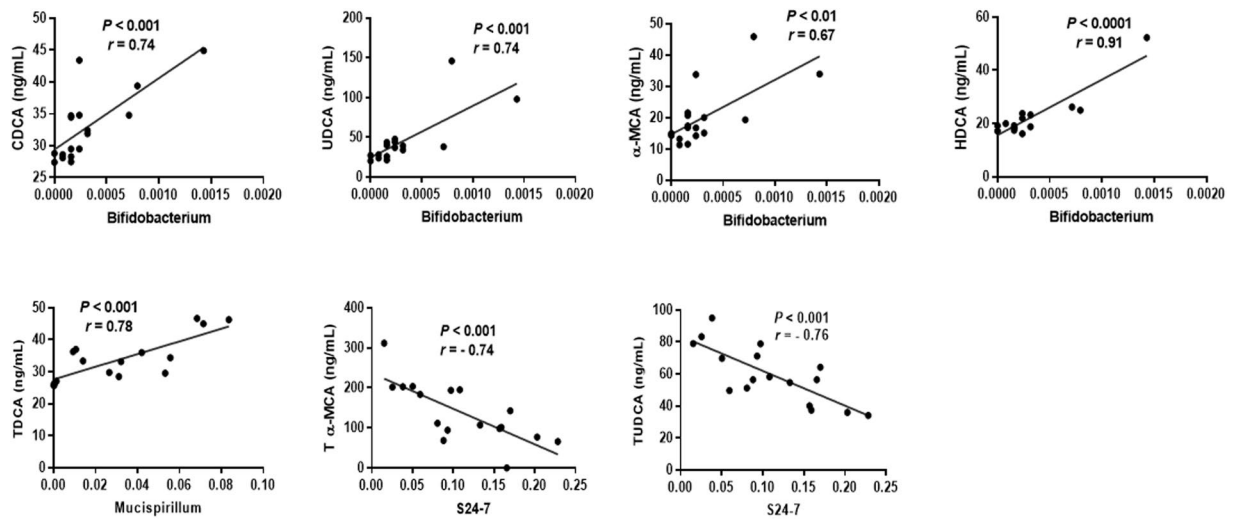 P < 0.001
r = 0.74
CDCA (ng/mL)
50
45
40
35
30
25
0.0000 0.0005 0.0010 0.0015 0.0020
Bifidobacterium
P < 0.001
r = 0.74
UDCA (ng/mL)
200
150
100
50
0
0.0000 0.0005 0.0010 0.0015 0.0020
Bifidobacterium
P < 0.01
r = 0.67
α-MCA (ng/mL)
50
40
30
20
10
0
0.0000 0.0005 0.0010 0.0015 0.0020
Bifidobacterium
P < 0.0001
r = 0.91
HDCA (ng/mL)
60
40
20
0
0.0000 0.0005 0.0010 0.0015 0.0020
Bifidobacterium
P < 0.001
r = 0.78
TDCA (ng/mL)
50
40
30
20
10
0
0.00 0.02 0.04 0.06 0.08 0.10
Mucispirillum
P < 0.001
r = - 0.74
T α-MCA (ng/mL)
400
300
200
100
0
0.00 0.05 0.10 0.15 0.20 0.25
S24-7
P < 0.001
r = - 0.76
TUDCA (ng/mL)
100
80
60
40
20
0
0.00 0.05 0.10 0.15 0.20 0.25
S24-7